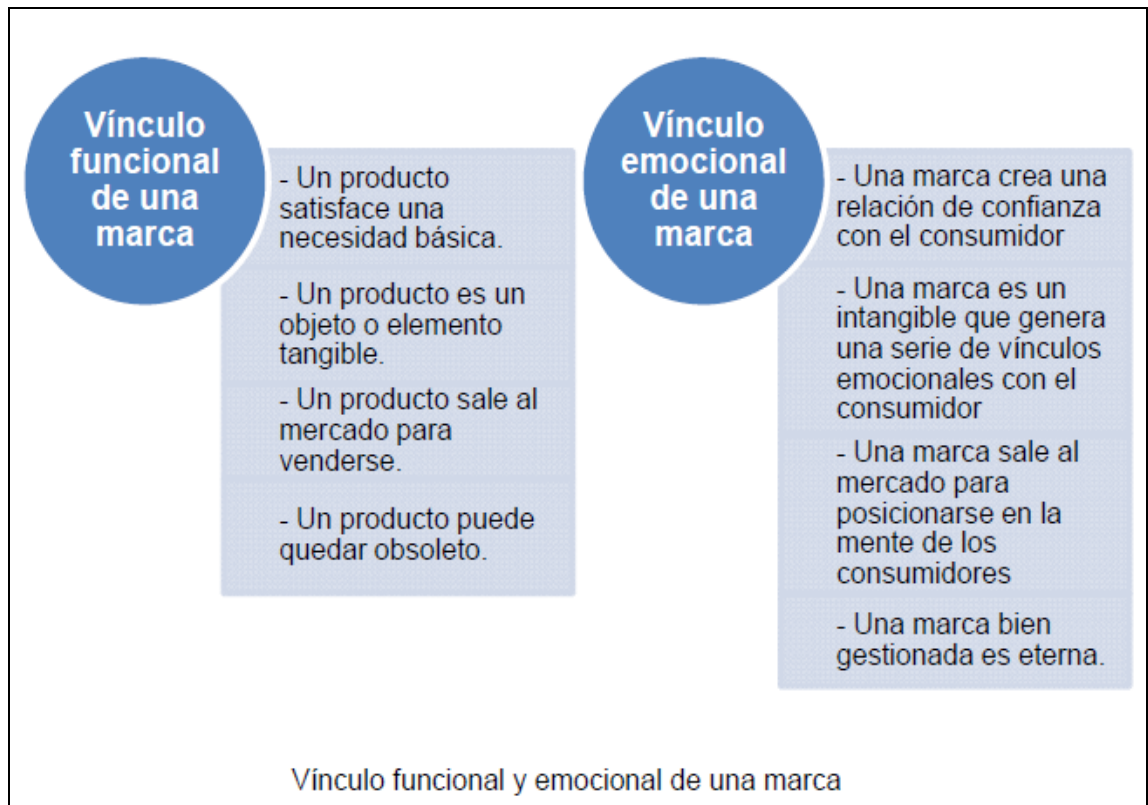 Vínculo
funcional
de una
marca
- Un producto
satisface una
necesidad básica.
- Un producto es un
objeto o elemento
tangible.
- Un producto sale al
mercado para
venderse.
- Un producto puede
quedar obsoleto.
Vínculo
emocional
de una
marca
- Una marca crea una
relación de confianza
con el consumidor
- Una marca es un
intangible que genera
una serie de vínculos
emocionales con el
consumidor
- Una marca sale al
mercado para
posicionarse en la
mente de los
consumidores
- Una marca bien
gestionada es eterna.
Vínculo funcional y emocional de una marca